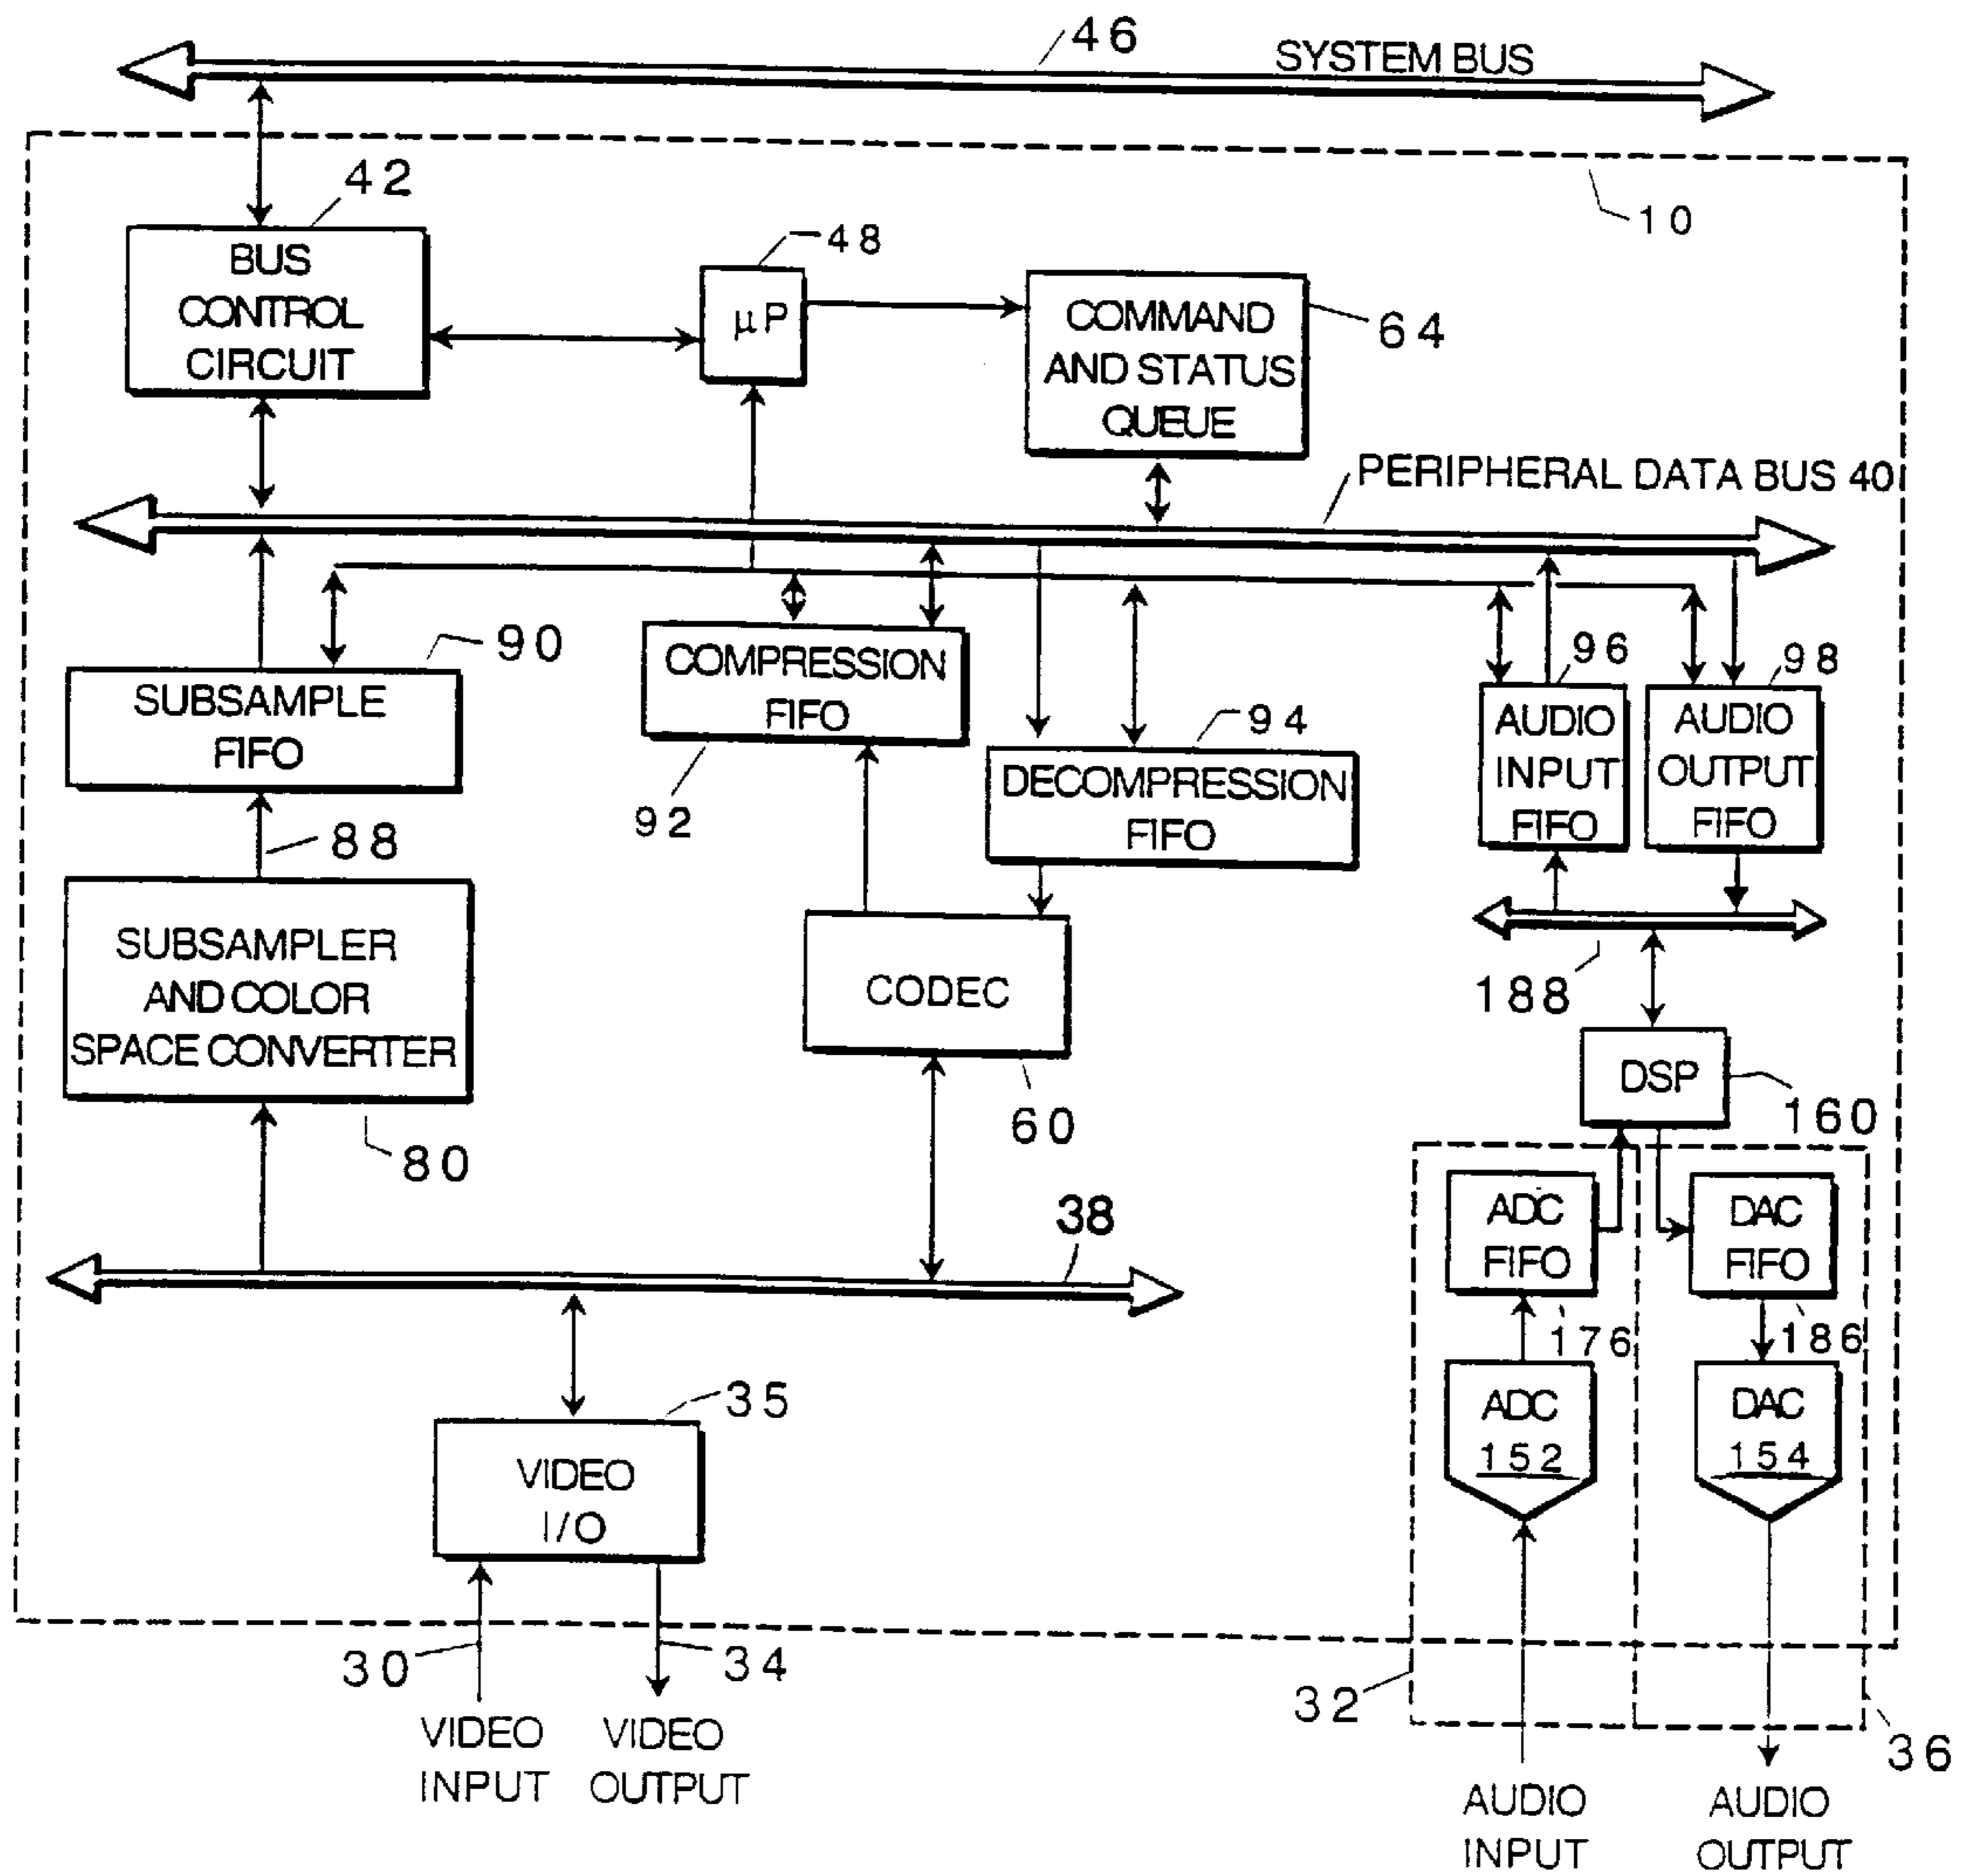 46
SYSTEM BUS
10
42
BUS
CONTROL
CIRCUIT
48
µP
COMMAND
AND STATUS
QUEUE
64
PERIPHERAL DATA BUS 40
90
SUBSAMPLE
FIFO
COMPRESSION
FIFO
92
94
DECOMPRESSION
FIFO
96
AUDIO
INPUT
FIFO
98
AUDIO
OUTPUT
FIFO
88
SUBSAMPLER
AND COLOR
SPACE CONVERTER
80
CODEC
60
188
DSP
160
ADC
FIFO
176
DAC
FIFO
186
38
ADC
152
DAC
154
35
VIDEO
I/O
30
34
32
36
VIDEO
INPUT
VIDEO
OUTPUT
AUDIO
INPUT
AUDIO
OUTPUT